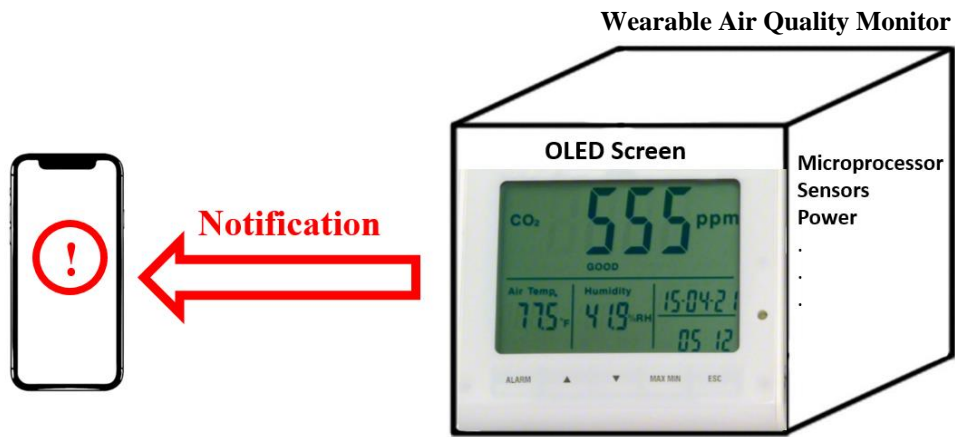 Wearable Air Quality Monitor
OLED Screen
Microprocessor
Sensors
Power
.
.
.
Notification
!
CO₂ 555 ppm
GOOD
Air Temp. Humidity 15-04-21
77.5 °F 41.9 %RH 05 12
ALARM ▲ ▼ MAX MIN ESC